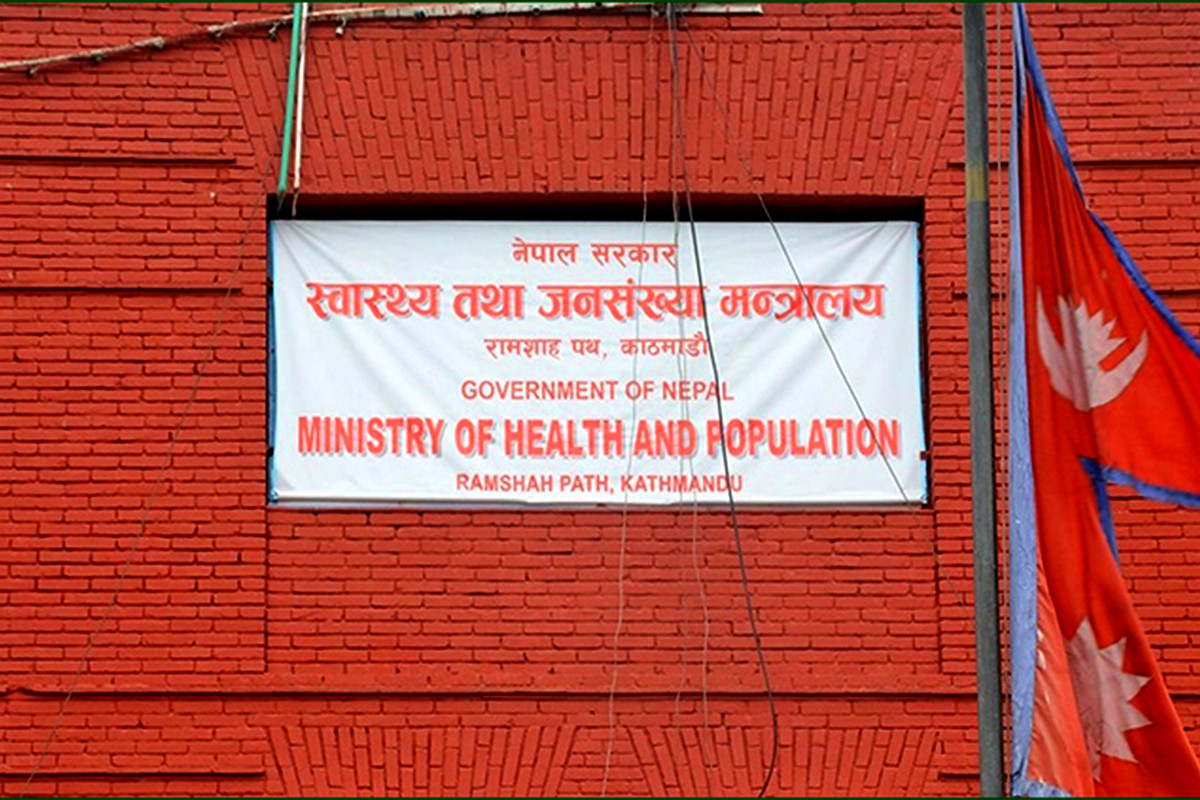 नेपाल सरकार
स्वास्थ्य तथा जनसंख्या मन्त्रालय
रामशाह पथ, काठमाडौं
GOVERNMENT OF NEPAL
MINISTRY OF HEALTH AND POPULATION
RAMSHAH PATH, KATHMANDU